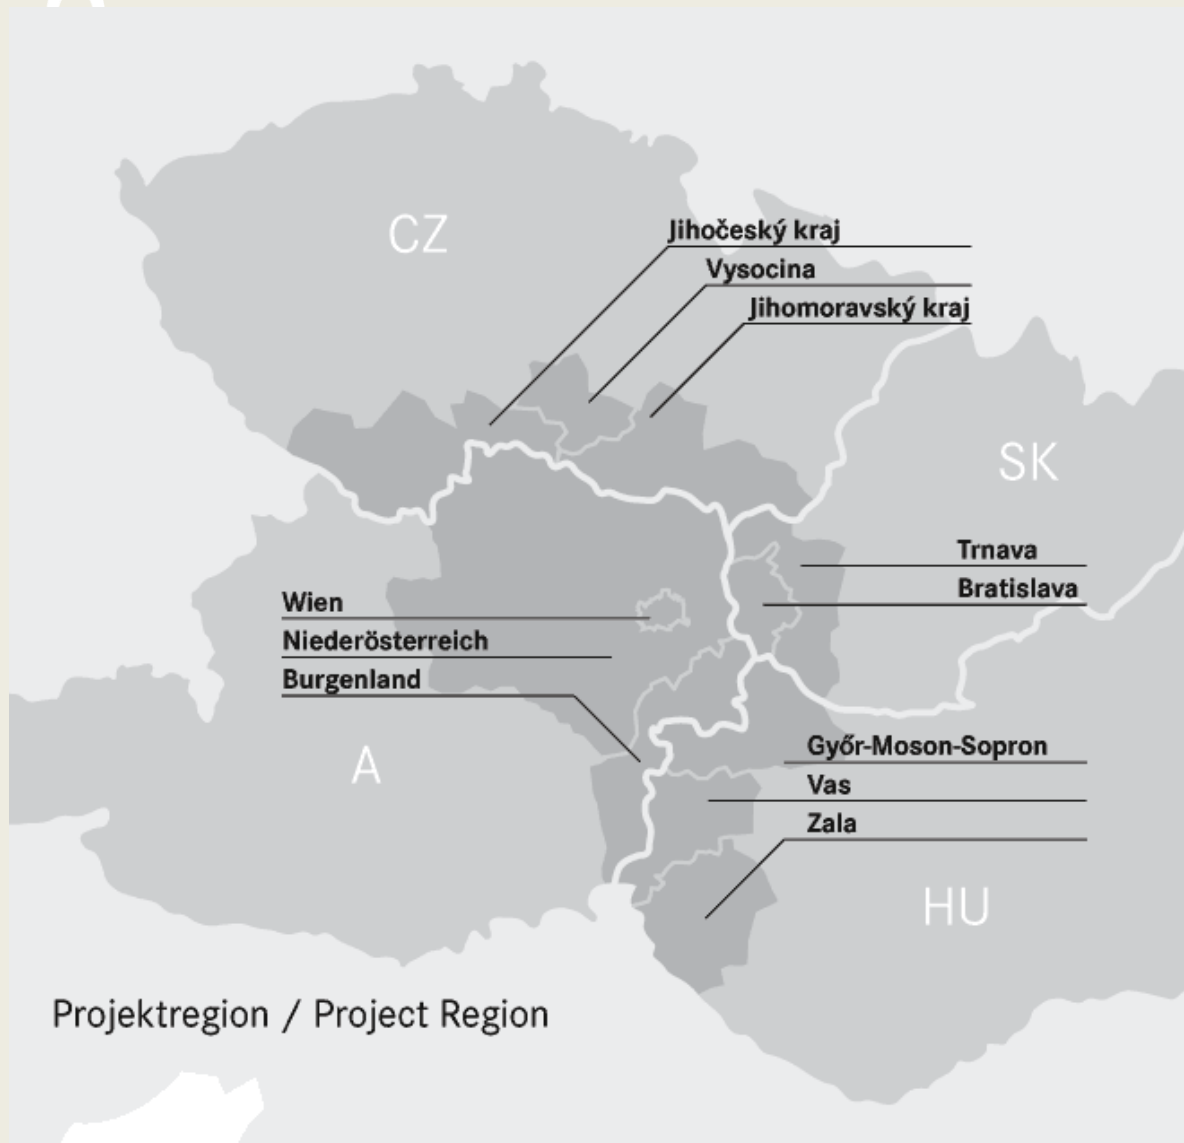 CZ
Jihočeský kraj
Vysocina
Jihomoravský kraj
SK
Trnava
Bratislava
Wien
Niederösterreich
Burgenland
A
Győr-Moson-Sopron
Vas
Zala
HU
Projektregion / Project Region